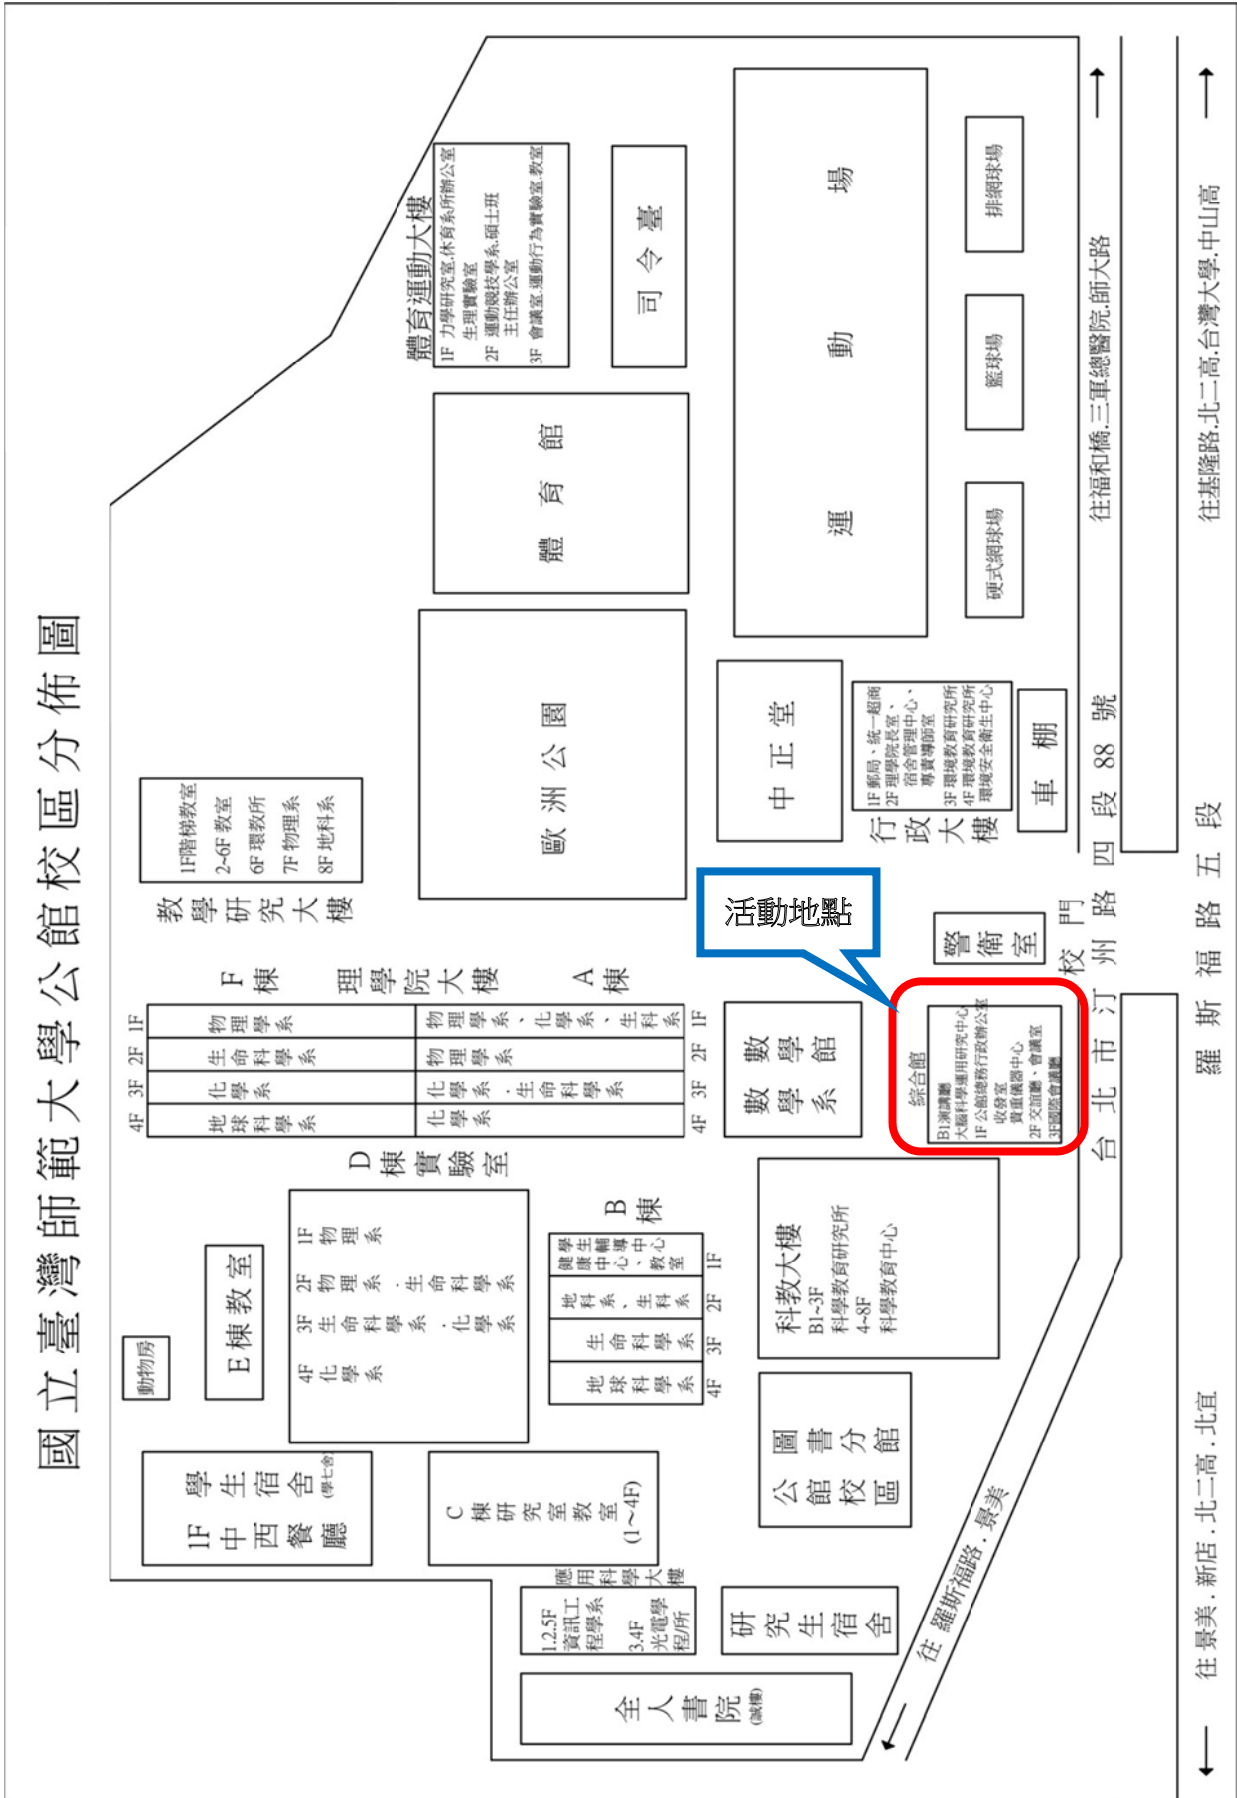 國立臺灣師範大學公館校區分佈圖
動物房
學生宿舍(學七舍)
1F中西餐廳
E棟教室
D棟實驗室
1F 物理系
2F 物理系．生命科學系
3F 生命科學系．化學系
4F 化學系
C棟研究室教室
(1～4F)
應用科學大樓
1.2.5F
資訊工
程學系
3.4F
光電學
程/所
全人書院
(誠樓)
研究生宿舍
圖書分館
公館校區
B棟
健康中心、學生輔導中心、教室
1F
地科系、生科系
2F
生命科學系
3F
地球科學系
4F
科教大樓
B1~3F
科學教育研究所
4~8F
科學教育中心
F棟
理學院大樓
A棟
1F
物理學系
物理學系、化學系、生科系
1F
2F
生命科學系
物理學系
2F
3F
化學系
化學系．生命科學系
3F
4F
地球科學系
化學系
4F
數學館
數學系
綜合館
B1演講廳
大腦科學運用研究中心
1F 公館總務行政辦公室
收發室
貴重儀器中心
2F 交誼廳、會議室
3F國際會議廳
活動地點
警衛室
校門
教學研究大樓
1F階梯教室
2~6F 教室
6F 環教所
7F 物理系
8F 地科系
歐洲公園
中正堂
行政大樓
1F 郵局、統一超商
2F 理學院長室、
宿舍管理中心、
專責導師室
3F 環境教育研究所
4F 環境教育研究所
環境安全衛生中心
車棚
體育館
體育運動大樓
1F 力學研究室.休育系所辦公室
生理實驗室
2F 運動競技學系.碩士班
主任辦公室
3F 會議室.運動行為實驗室.教室
司令臺
運動場
硬式網球場
籃球場
排網球場
台北市汀州路四段88號
往福和橋.三軍總醫院.師大路
往 羅斯福路．景美
羅斯福路五段
往 景美．新店．北二高．北宜
往基隆路.北二高.台灣大學.中山高